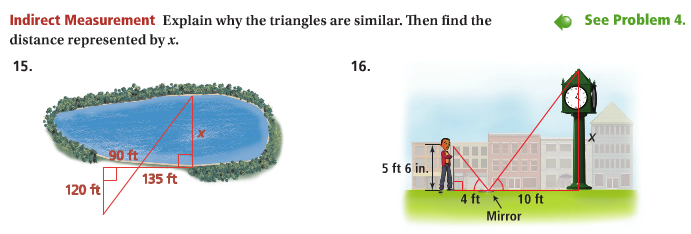 Indirect Measurement Explain why the triangles are similar. Then find the
See Problem 4.
distance represented by x.
15.
16.
x
90 ft
135 ft
120 ft
x
5 ft 6 in.
4 ft
10 ft
Mirror